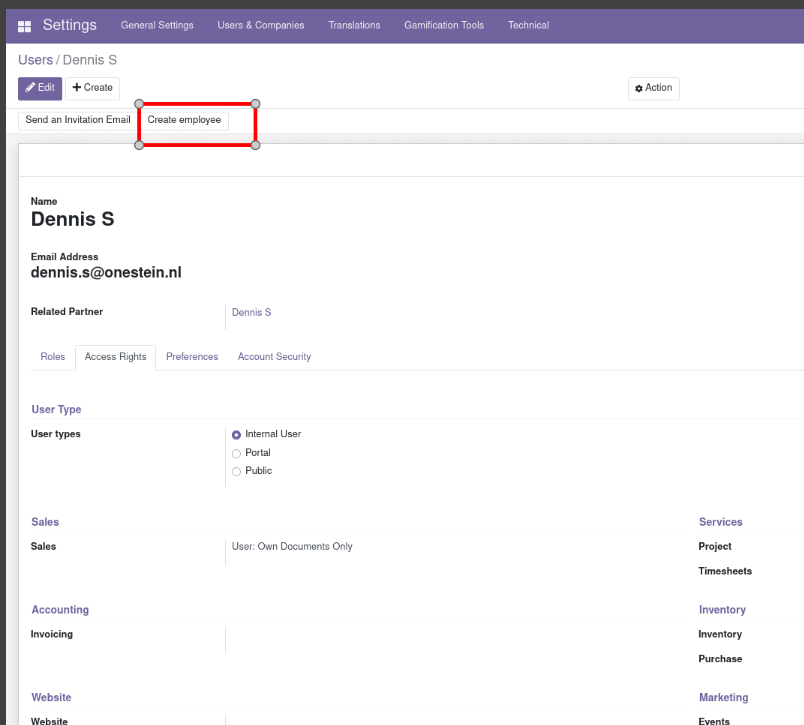 Settings General Settings Users & Companies Translations Gamification Tools Technical
Users / Dennis S
Edit Create Action
Send an Invitation Email Create employee
Name
Dennis S
Email Address
dennis.s@onestein.nl
Related Partner Dennis S
Roles Access Rights Preferences Account Security
User Type
User types Internal User
Portal
Public
Sales Services
Sales User: Own Documents Only Project
Timesheets
Accounting Inventory
Invoicing Inventory
Purchase
Website Marketing
Website Events